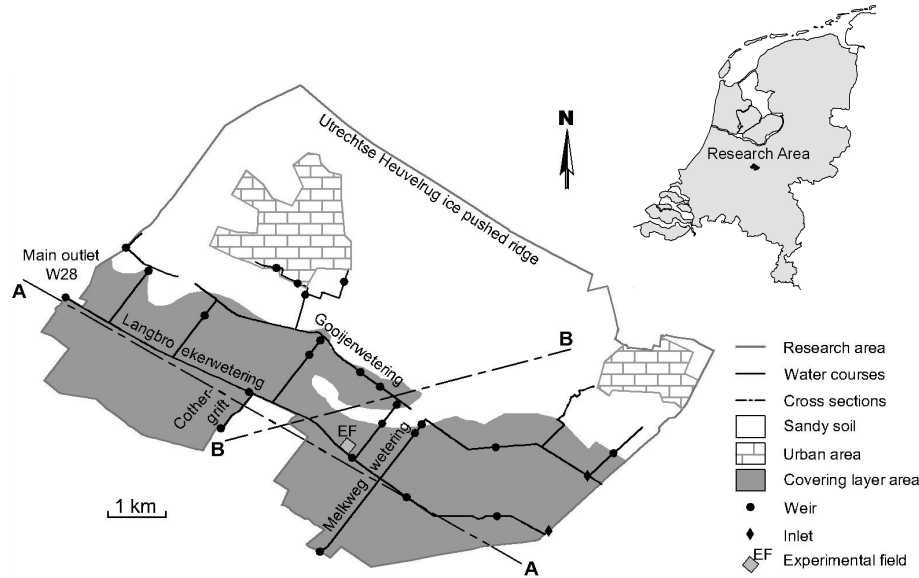 Utrechtse Heuvelrug ice pushed ridge
N
Research Area
Main outlet
W28
A
Langbro ekerwetering
Gooijerwetering
B
Cother-
grift
B
EF
Melkweg wetering
A
1 km
Research area
Water courses
Cross sections
Sandy soil
Urban area
Covering layer area
Weir
Inlet
EF
Experimental field